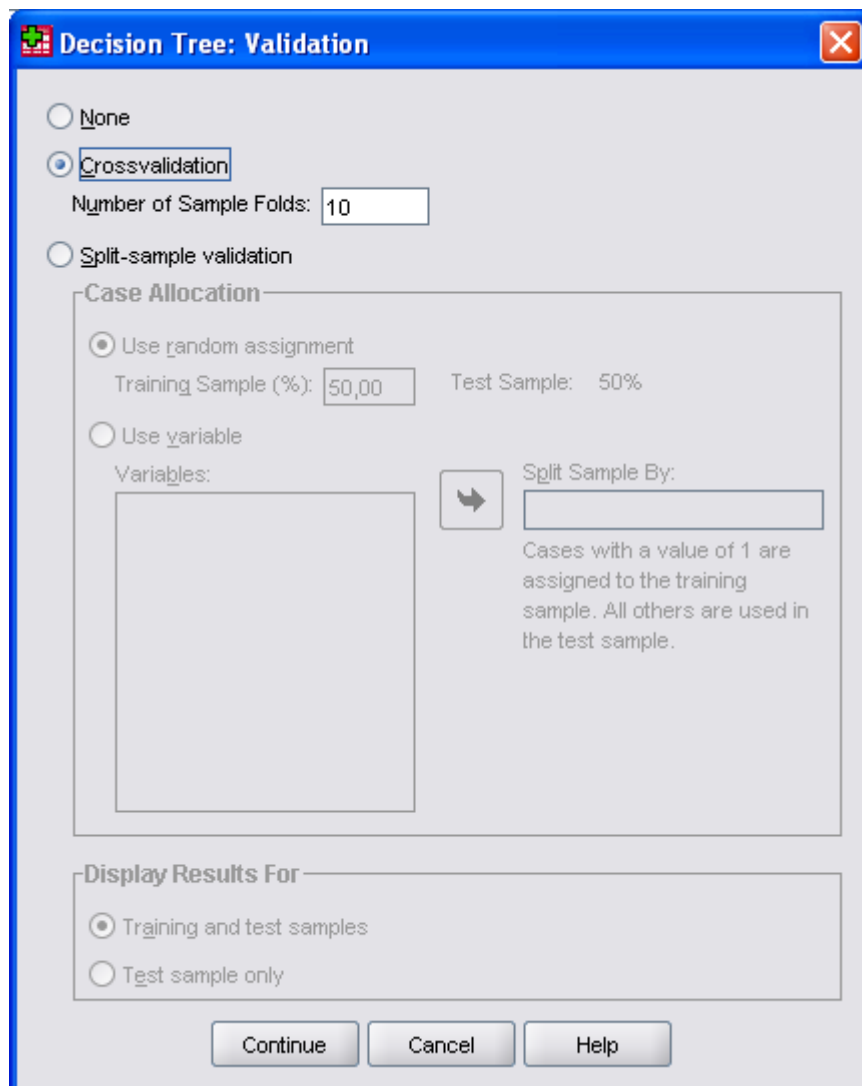 Decision Tree: Validation
None
Crossvalidation
Number of Sample Folds: 10
Split-sample validation
Case Allocation
Use random assignment
Training Sample (%): 50,00 Test Sample: 50%
Use variable
Variables:
Split Sample By:
Cases with a value of 1 are
assigned to the training
sample. All others are used in
the test sample.
Display Results For
Training and test samples
Test sample only
Continue Cancel Help